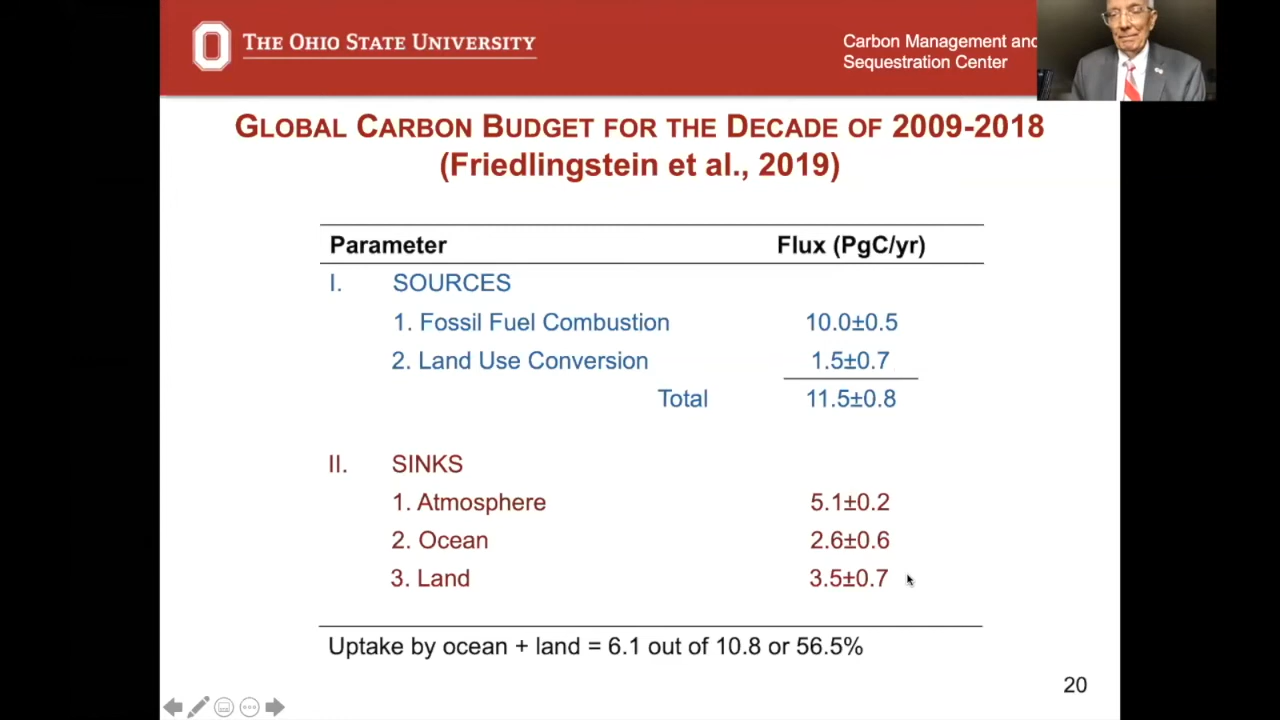 THE OHIO STATE UNIVERSITY
Carbon Management and
Sequestration Center
GLOBAL CARBON BUDGET FOR THE DECADE OF 2009-2018
(Friedlingstein et al., 2019)
Parameter Flux (PgC/yr)
I. SOURCES
1. Fossil Fuel Combustion 10.0±0.5
2. Land Use Conversion 1.5±0.7
Total 11.5±0.8
II. SINKS
1. Atmosphere 5.1±0.2
2. Ocean 2.6±0.6
3. Land 3.5±0.7
Uptake by ocean + land = 6.1 out of 10.8 or 56.5%
20